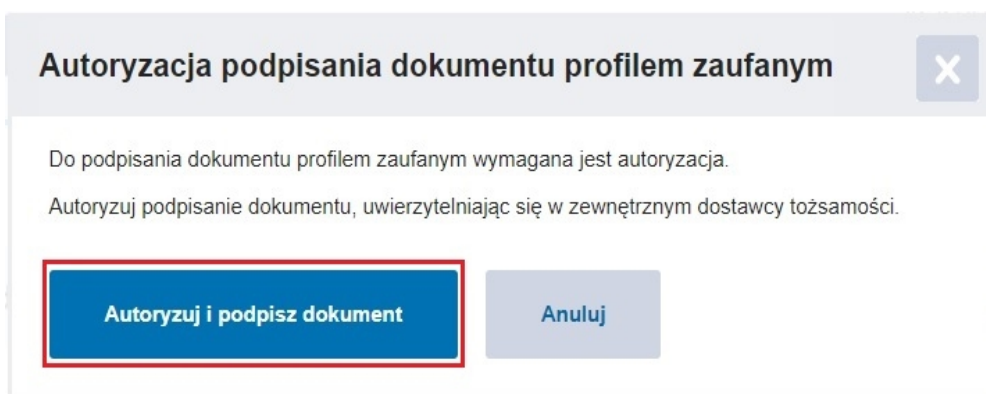 Autoryzacja podpisania dokumentu profilem zaufanym
X
Do podpisania dokumentu profilem zaufanym wymagana jest autoryzacja.
Autoryzuj podpisanie dokumentu, uwierzytelniając się w zewnętrznym dostawcy tożsamości.
Autoryzuj i podpisz dokument
Anuluj